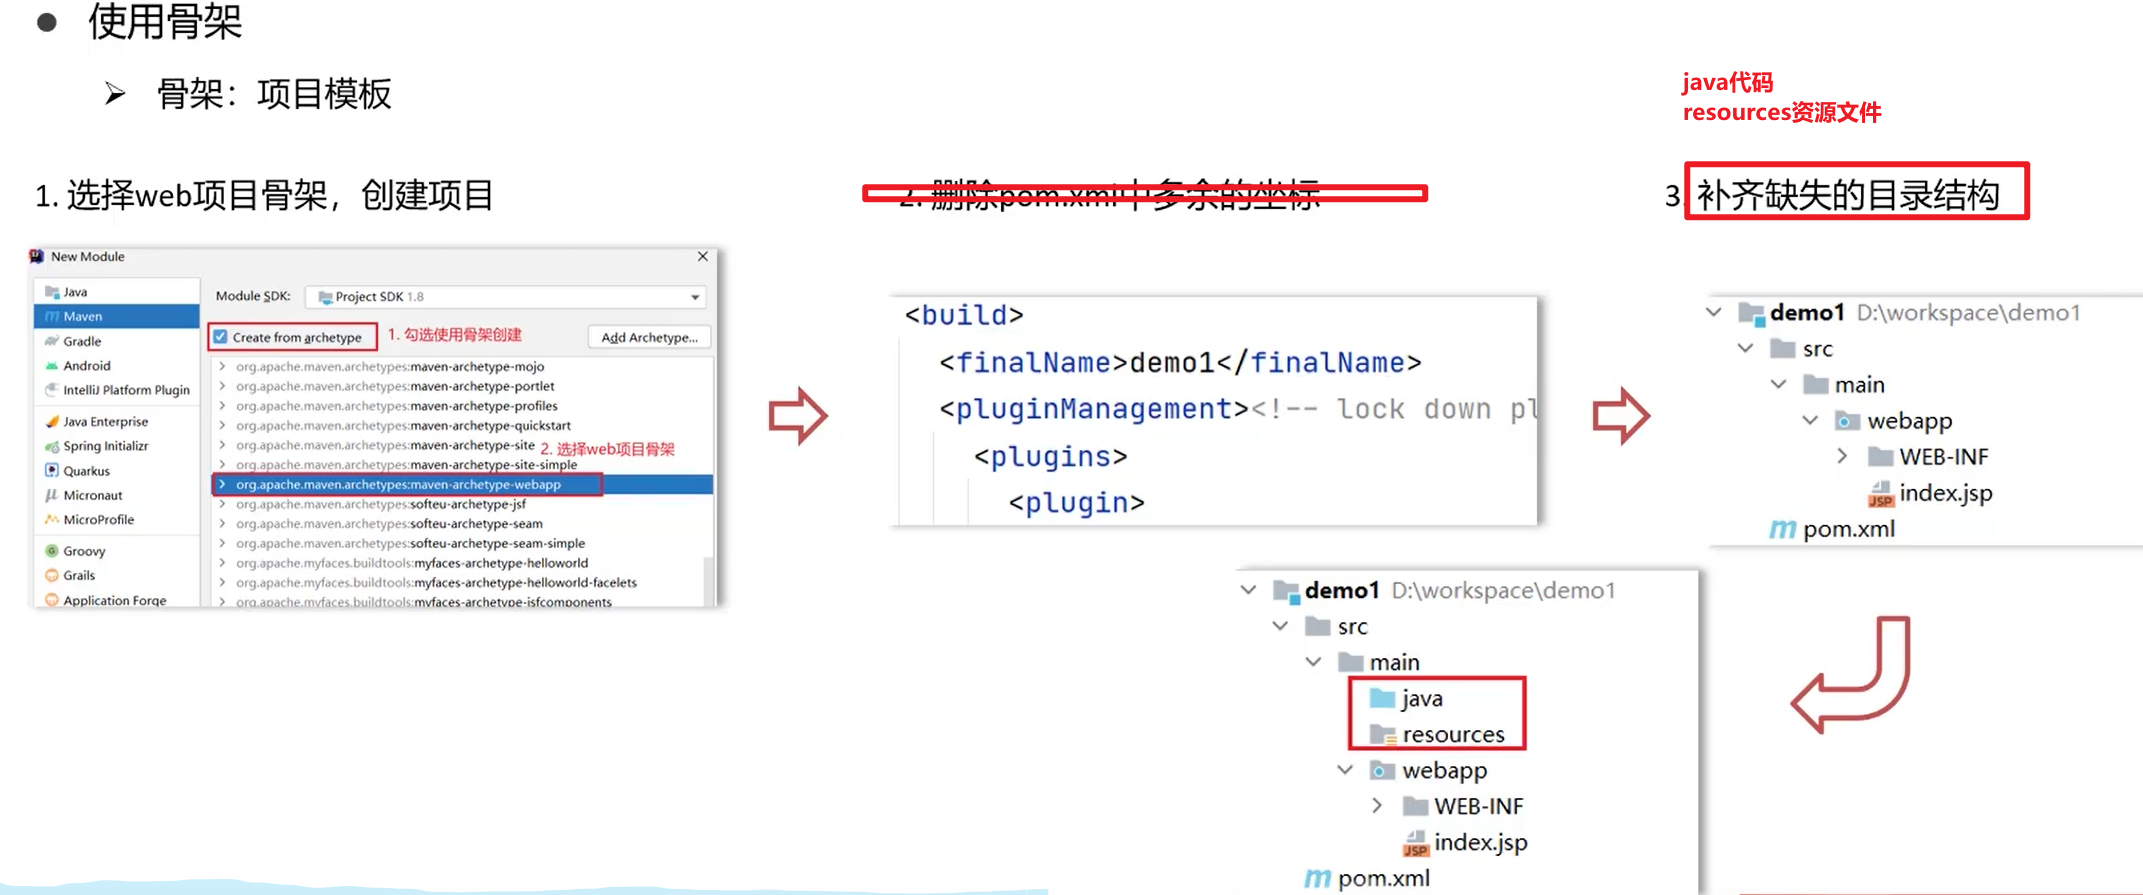 使用骨架
骨架：项目模板
java代码
resources资源文件
1. 选择web项目骨架，创建项目
2. 删除pom.xml中多余的坐标
3. 补齐缺失的目录结构
New Module
Java
Maven
Gradle
Android
IntelliJ Platform Plugin
Java Enterprise
Spring Initializr
Quarkus
Micronaut
MicroProfile
Groovy
Grails
Application Forge
Module SDK: Project SDK 1.8
Create from archetype 1. 勾选使用骨架创建 Add Archetype...
org.apache.maven.archetypes:maven-archetype-mojo
org.apache.maven.archetypes:maven-archetype-portlet
org.apache.maven.archetypes:maven-archetype-profiles
org.apache.maven.archetypes:maven-archetype-quickstart
org.apache.maven.archetypes:maven-archetype-site 2. 选择web项目骨架
org.apache.maven.archetypes:maven-archetype-site-simple
org.apache.maven.archetypes:maven-archetype-webapp
org.apache.maven.archetypes:softeu-archetype-jsf
org.apache.maven.archetypes:softeu-archetype-seam
org.apache.maven.archetypes:softeu-archetype-seam-simple
org.apache.myfaces.buildtools:myfaces-archetype-helloworld
org.apache.myfaces.buildtools:myfaces-archetype-helloworld-facelets
org.apache.myfaces.buildtools:myfaces-archetype-jsfcomponents
<build>
<finalName>demo1</finalName>
<pluginManagement><!-- lock down pl
<plugins>
<plugin>
demo1 D:\workspace\demo1
src
main
webapp
WEB-INF
JSP index.jsp
m pom.xml
demo1 D:\workspace\demo1
src
main
java
resources
webapp
WEB-INF
JSP index.jsp
m pom.xml